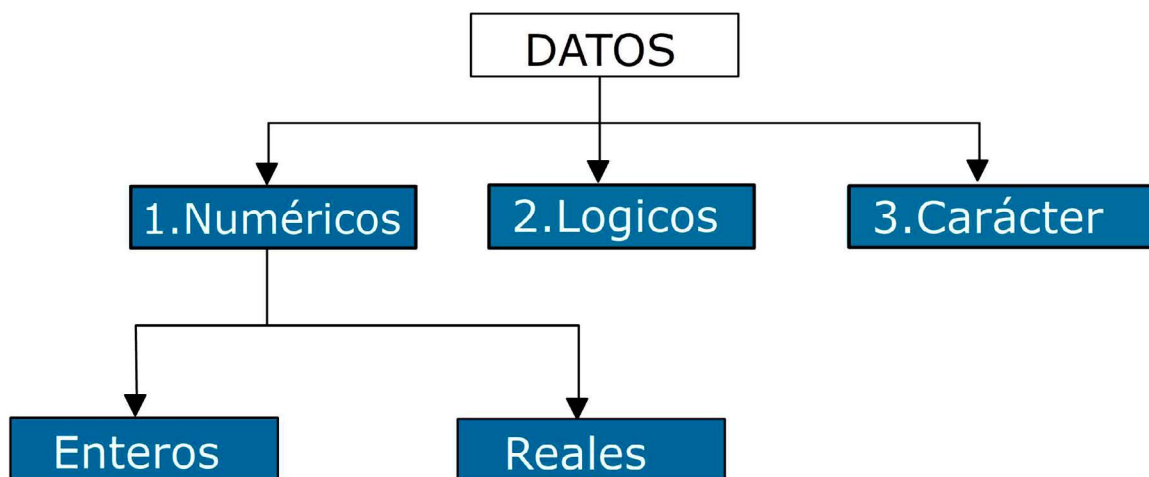 DATOS
1.Numéricos
2.Logicos
3.Carácter
Enteros
Reales